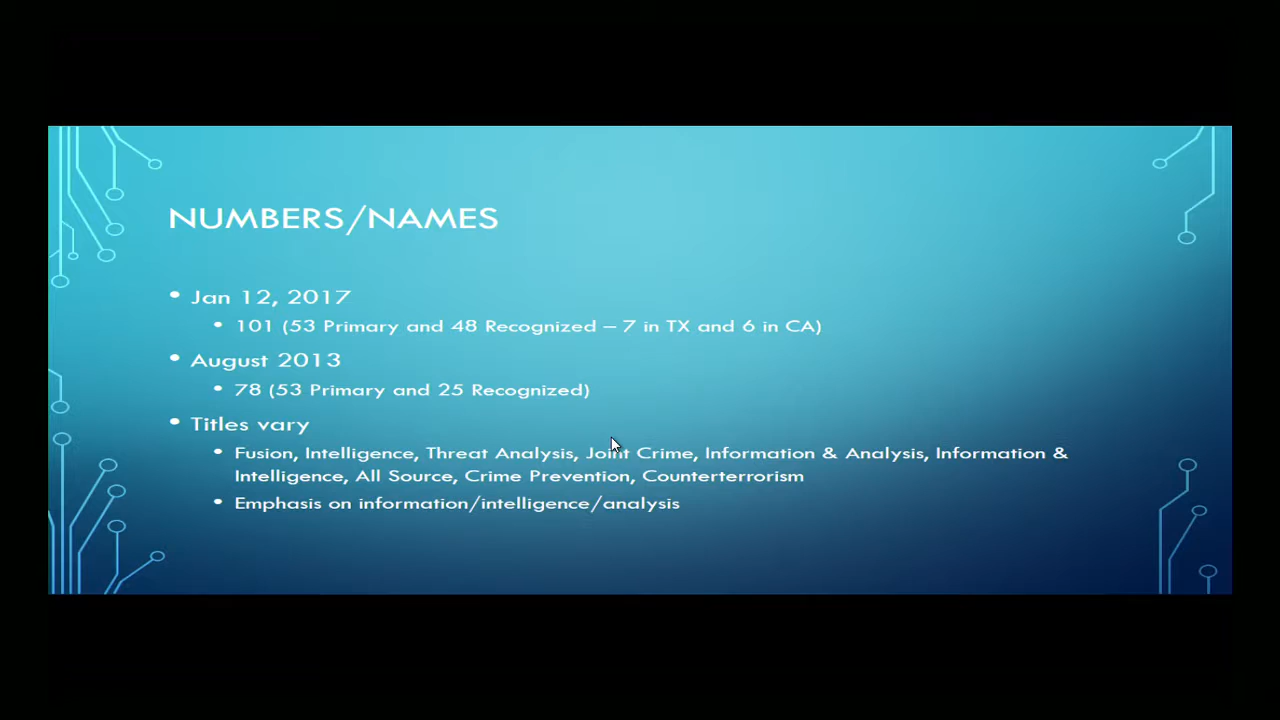 NUMBERS/NAMES
• Jan 12, 2017
• 101 (53 Primary and 48 Recognized – 7 in TX and 6 in CA)
• August 2013
• 78 (53 Primary and 25 Recognized)
• Titles vary
• Fusion, Intelligence, Threat Analysis, Joint Crime, Information & Analysis, Information &
Intelligence, All Source, Crime Prevention, Counterterrorism
• Emphasis on information/intelligence/analysis